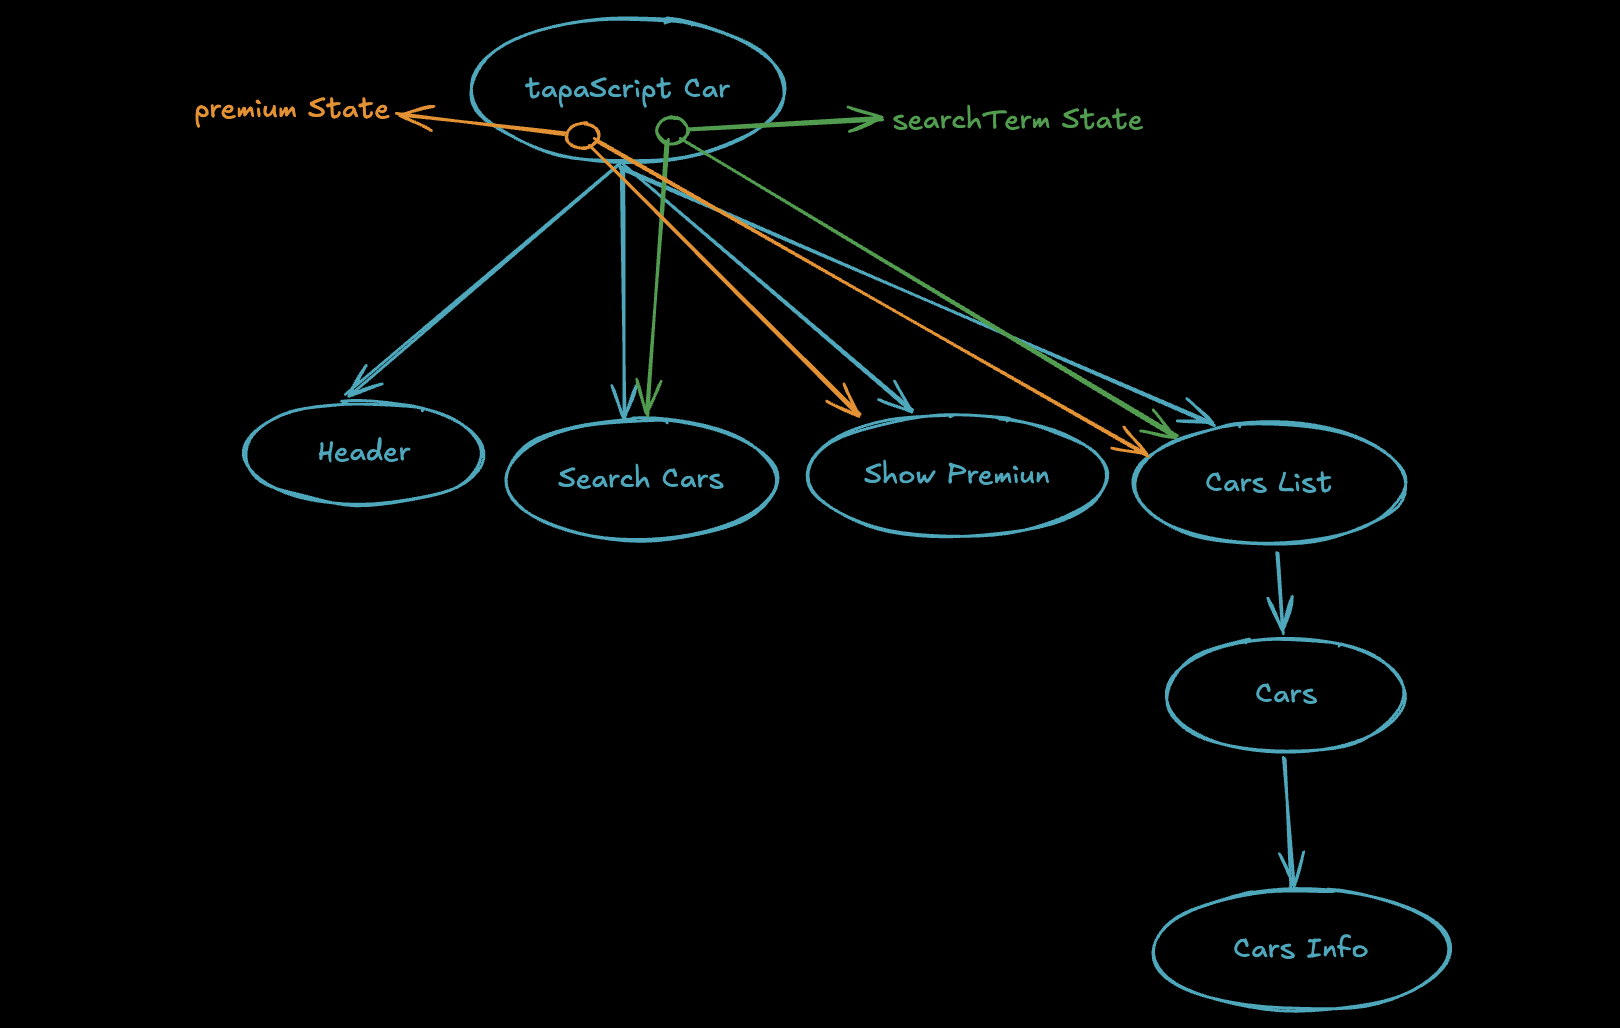 tapaScript Car
premium State
searchTerm State
Header
Search Cars
Show Premiun
Cars List
Cars
Cars Info